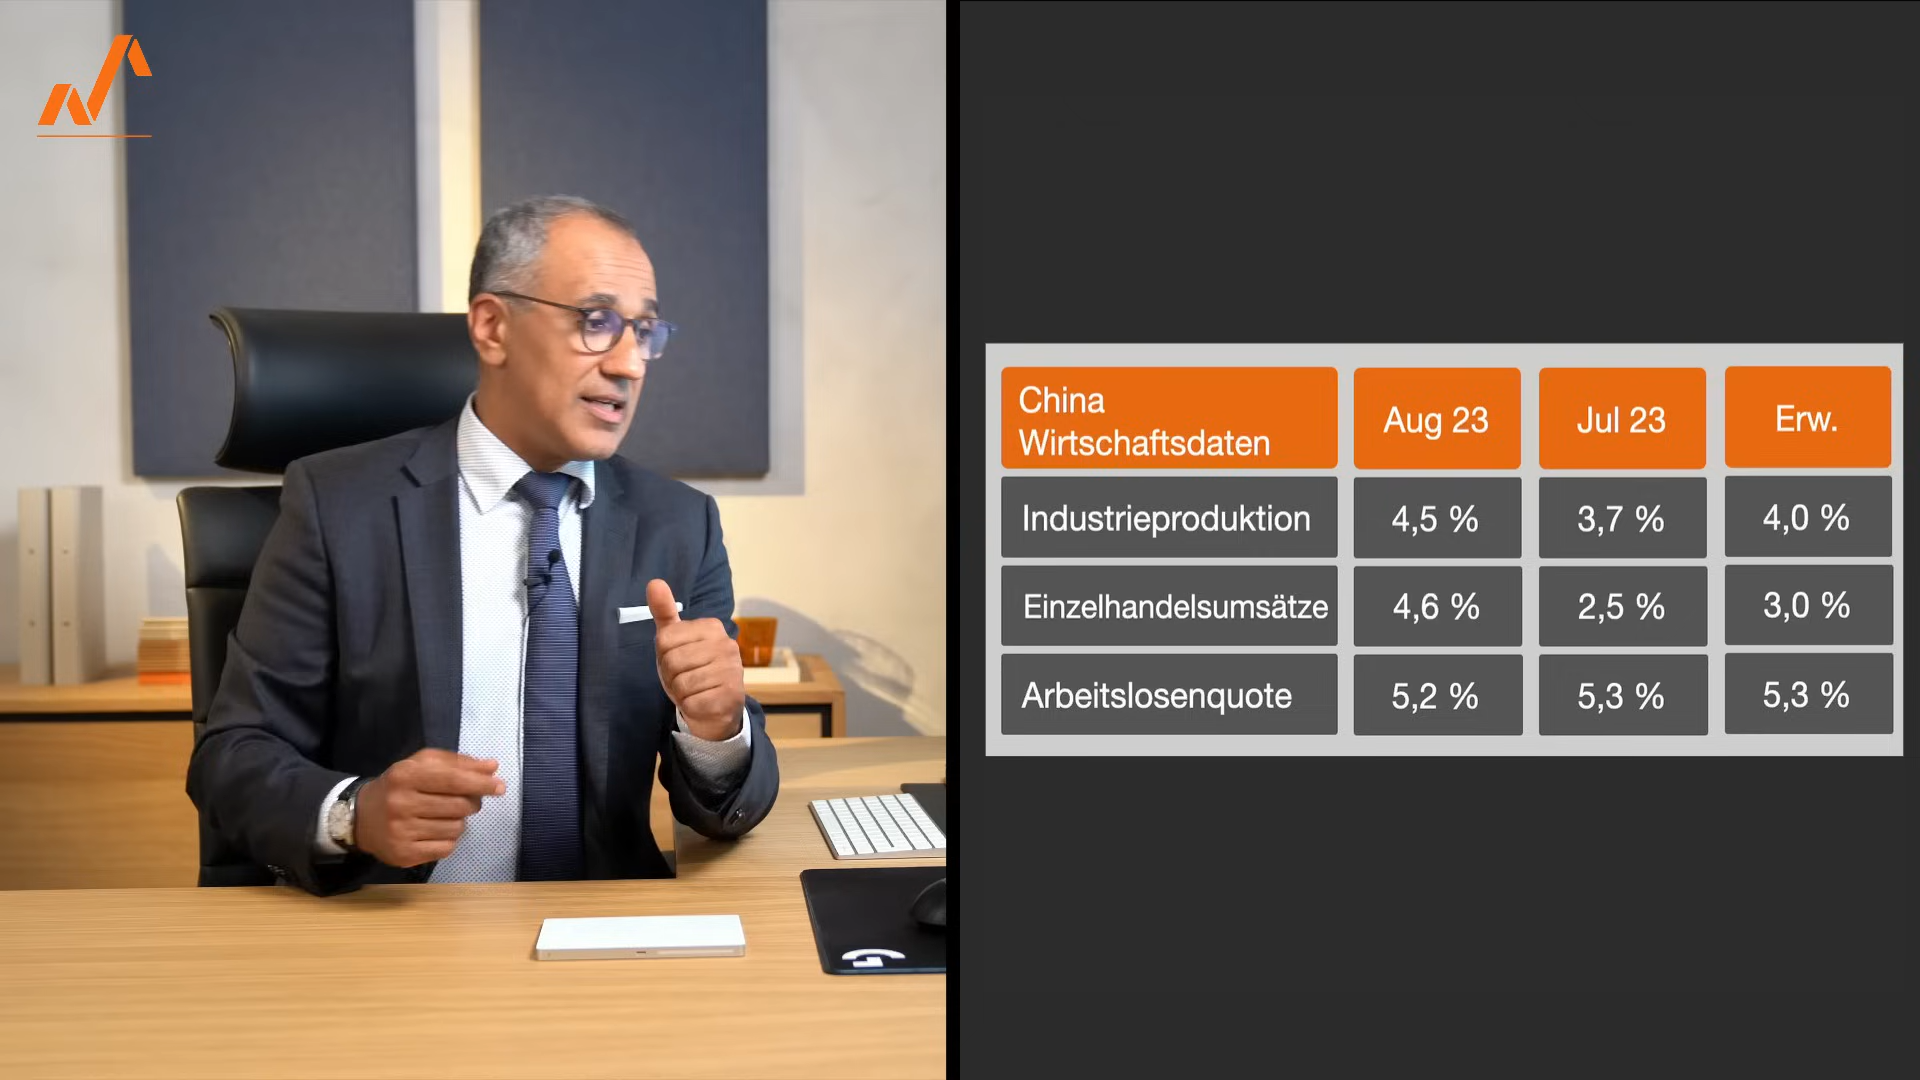 China
Wirtschaftsdaten
Aug 23
Jul 23
Erw.
Industrieproduktion
4,5 %
3,7 %
4,0 %
Einzelhandelsumsätze
4,6 %
2,5 %
3,0 %
Arbeitslosenquote
5,2 %
5,3 %
5,3 %